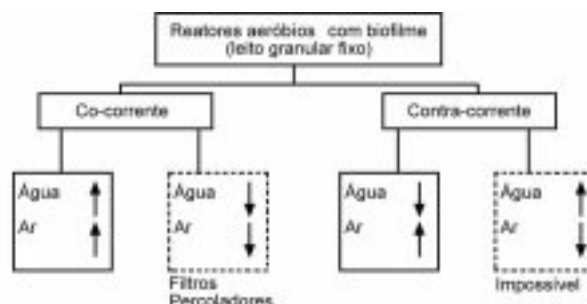 Reatores aeróbios com biofilme
(leito granular fixo)
Co-corrente
Contra-corrente
Água
Ar
Água
Ar
Filtros
Percoladores
Água
Ar
Água
Ar
Impossível